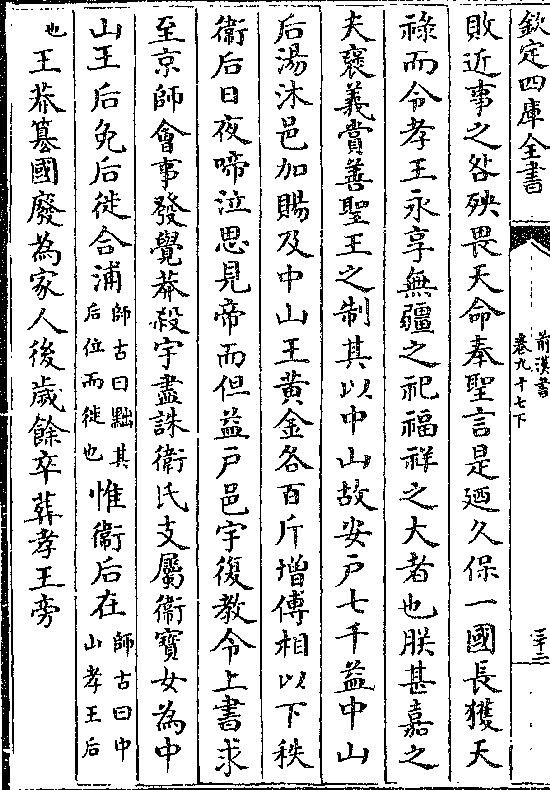 欽定四庫全書
前漢書
卷九十七下
三十二
敗近事之咎殃畏天命奉聖言是廼久保一國長獲天
祿而令孝王永享無疆之祀福祥之大者也朕甚嘉之
夫襃義賞善聖王之制其以中山故安戶七千益中山
后湯沐邑加賜及中山王黄金各百斤增傅相以下秩
衞后日夜啼泣思見帝而但益戸邑宇復教令上書求
至京師會事發覺莽殺宇盡誅衛氏支屬衞寳女為中
山王后免后徙合浦師古曰黜其后位而徙也惟衞后在師古曰中山孝王后
也王莽簒國廢為家人後歲餘卒葬孝王旁